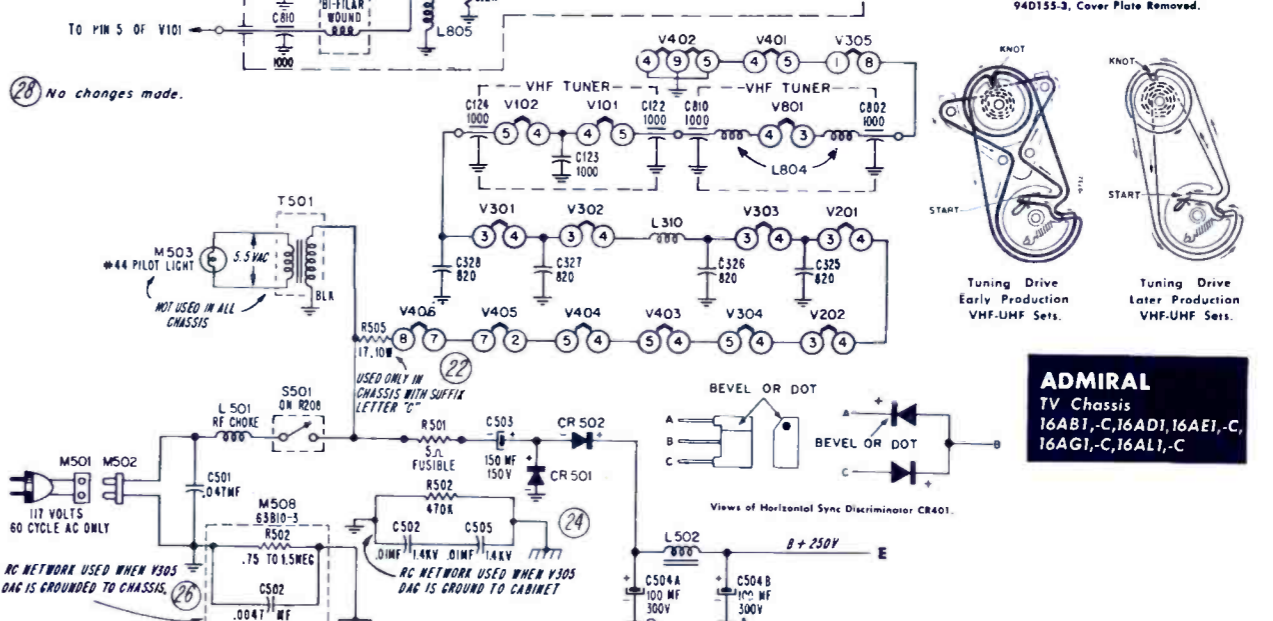 94D155-3, Cover Plate Removed.
C810
BI-FILAR
WOUND
L805
TO PIN 5 OF V101
1000
28 No changes made.
V402
V401
V305
4 9 5
4 5
1 8
VHF TUNER
VHF TUNER
C124
1000
V102
V101
C122
1000
C810
1000
V801
C802
1000
5 4
4 5
4 3
C123
1000
L804
KNOT
KNOT
START
START
Tuning Drive
Early Production
VHF-UHF Sets.
Tuning Drive
Later Production
VHF-UHF Sets.
T501
M503
#44 PILOT LIGHT
5.5 VAC
BLK
NOT USED IN ALL
CHASSIS
V301
V302
L310
V303
V201
3 4
3 4
3 4
3 4
C328
820
C327
820
C326
820
C325
820
V406
V405
V404
V403
V304
V202
R505
17,10W
8 7
7 2
5 4
5 4
5 4
3 4
22
USED ONLY IN
CHASSIS WITH SUFFIX
LETTER "C"
ADMIRAL
TV Chassis
16AB1,-C,16AD1,16AE1,-C,
16AG1,-C,16AL1,-C
BEVEL OR DOT
A
B
C
A
BEVEL OR DOT
C
B
Views of Horizontal Sync Discriminator CR401.
L501
RF CHOKE
S501
ON R208
R501
5Ω
FUSIBLE
C503
150 MF
150V
CR 502
CR 501
M501 M502
117 VOLTS
60 CYCLE AC ONLY
C501
.047MF
M508
63B10-3
R502
.75 TO 1.5MEG
C502
.0047 MF
R502
470K
C502
.01MF 1.4KV
C505
.01MF 1.4KV
24
RC NETWORK USED WHEN V305
DAG IS GROUND TO CABINET
RC NETWORK USED WHEN V305
DAG IS GROUNDED TO CHASSIS.
26
L502
B+ 250V
E
C504A
100 MF
300V
C504B
100 MF
300V